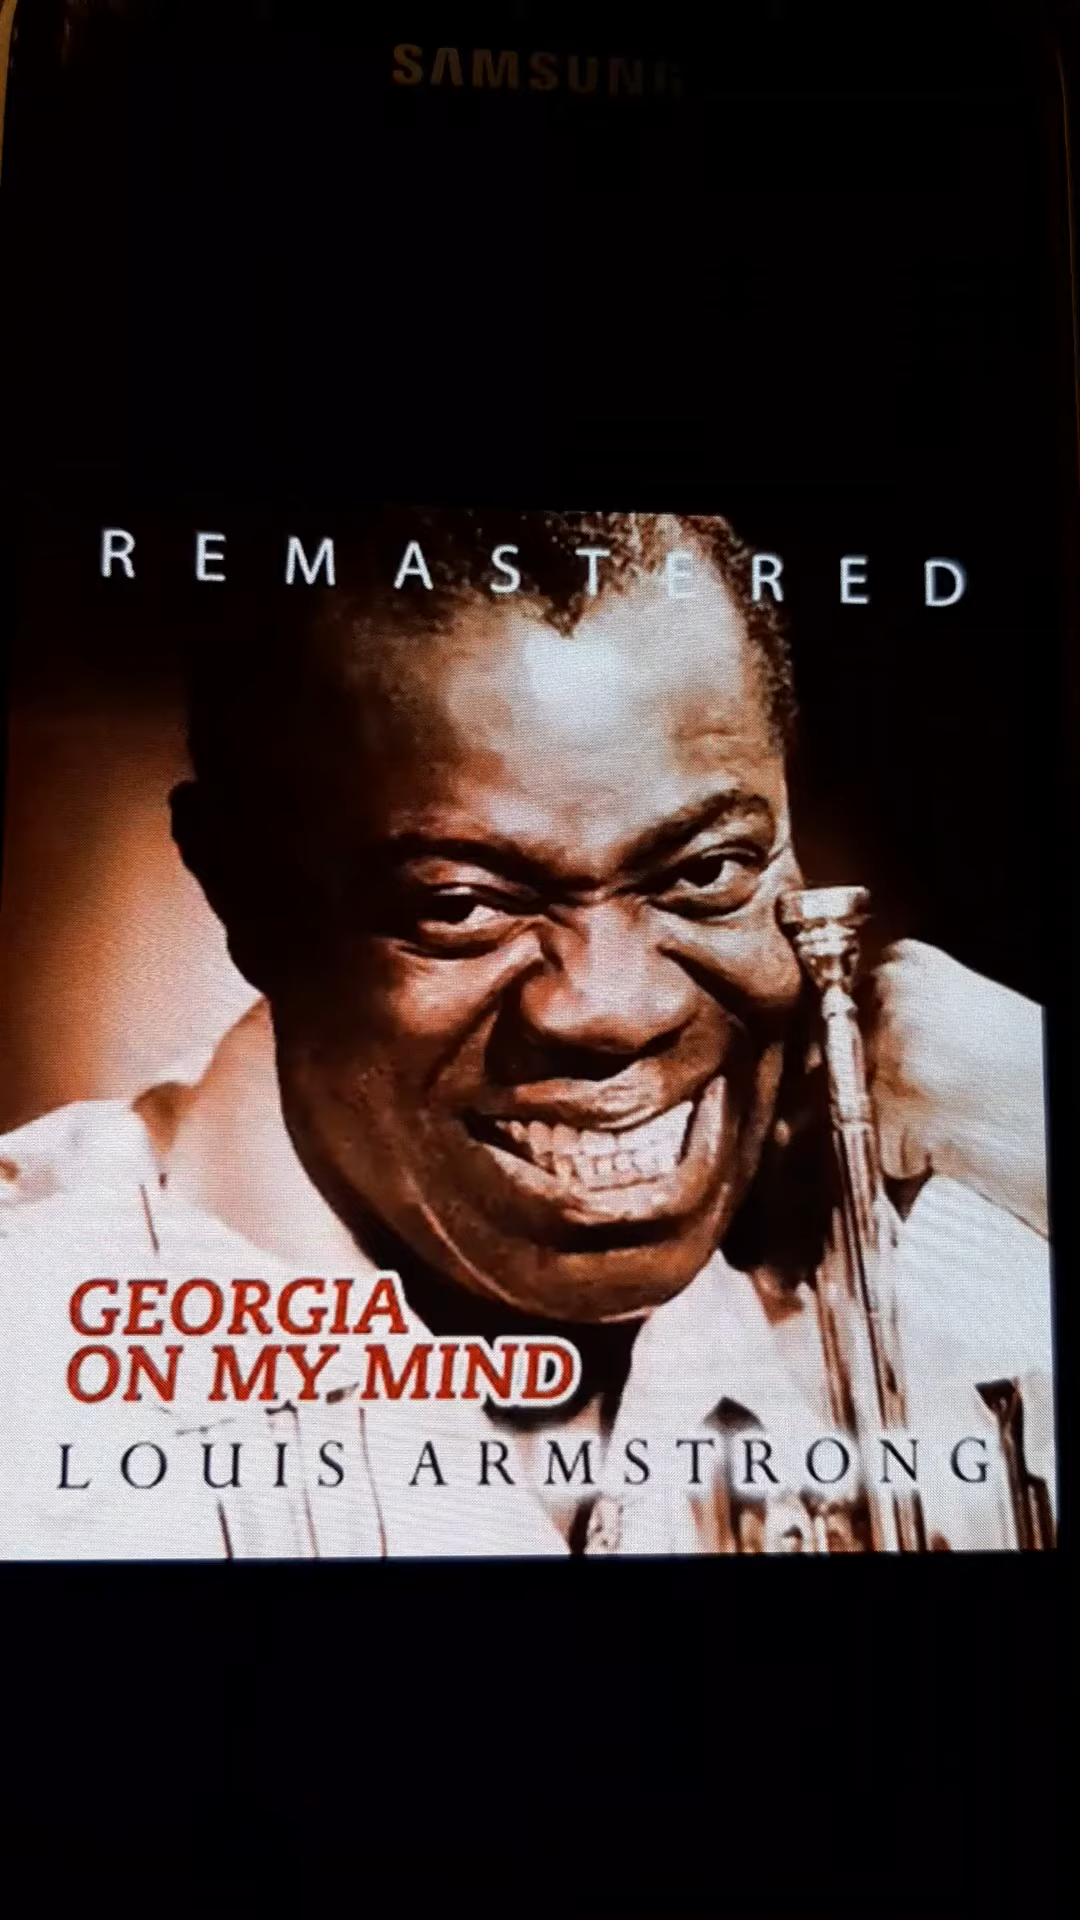 SAMSUNG
REMASTERED
GEORGIA
ON MY MIND
LOUIS ARMSTRONG